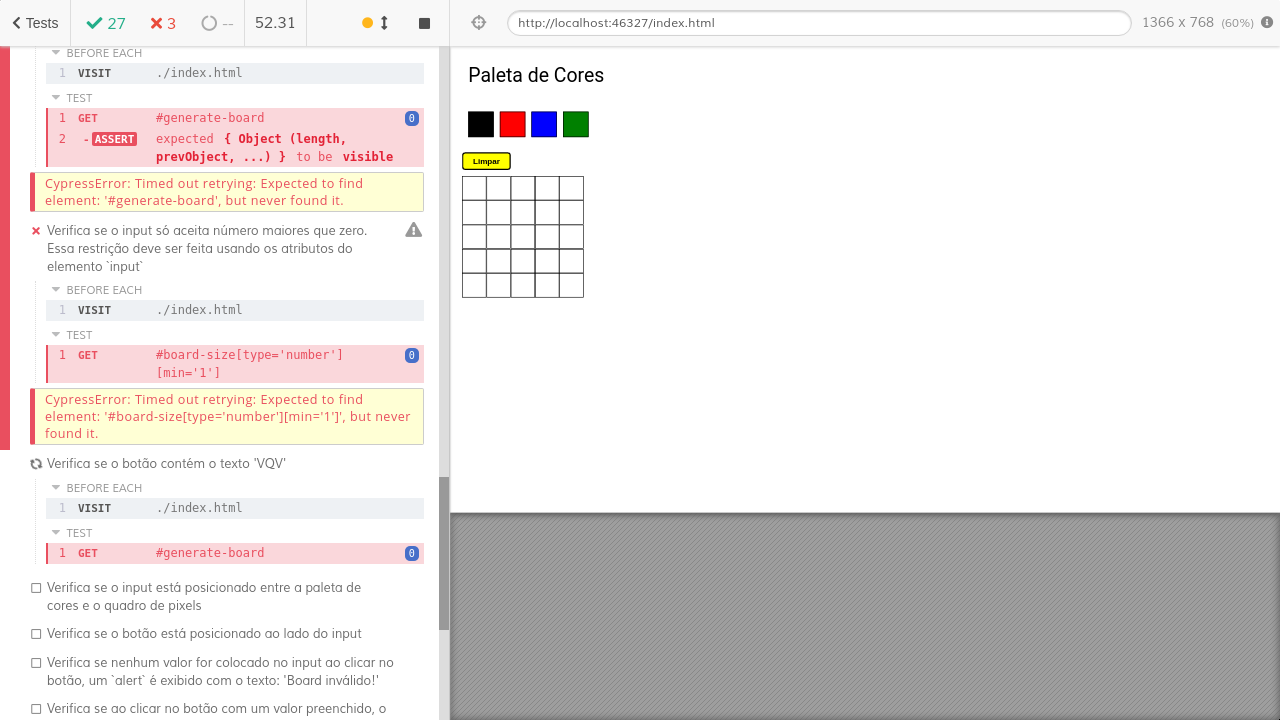 Tests 27 3 -- 52.31 http://localhost:46327/index.html 1366 x 768 (60%)
BEFORE EACH
1 VISIT ./index.html
TEST
1 GET #generate-board 0
2 -ASSERT expected { Object (length,
prevObject, ...) } to be visible
CypressError: Timed out retrying: Expected to find
element: '#generate-board', but never found it.
Verifica se o input só aceita número maiores que zero.
Essa restrição deve ser feita usando os atributos do
elemento `input`
BEFORE EACH
1 VISIT ./index.html
TEST
1 GET #board-size[type='number'] 0
[min='1']
CypressError: Timed out retrying: Expected to find
element: '#board-size[type='number'][min='1']', but never
found it.
Verifica se o botão contém o texto 'VQV'
BEFORE EACH
1 VISIT ./index.html
TEST
1 GET #generate-board 0
Verifica se o input está posicionado entre a paleta de
cores e o quadro de pixels
Verifica se o botão está posicionado ao lado do input
Verifica se nenhum valor for colocado no input ao clicar no
botão, um `alert` é exibido com o texto: 'Board inválido!'
Verifica se ao clicar no botão com um valor preenchido, o
Paleta de Cores
Limpar